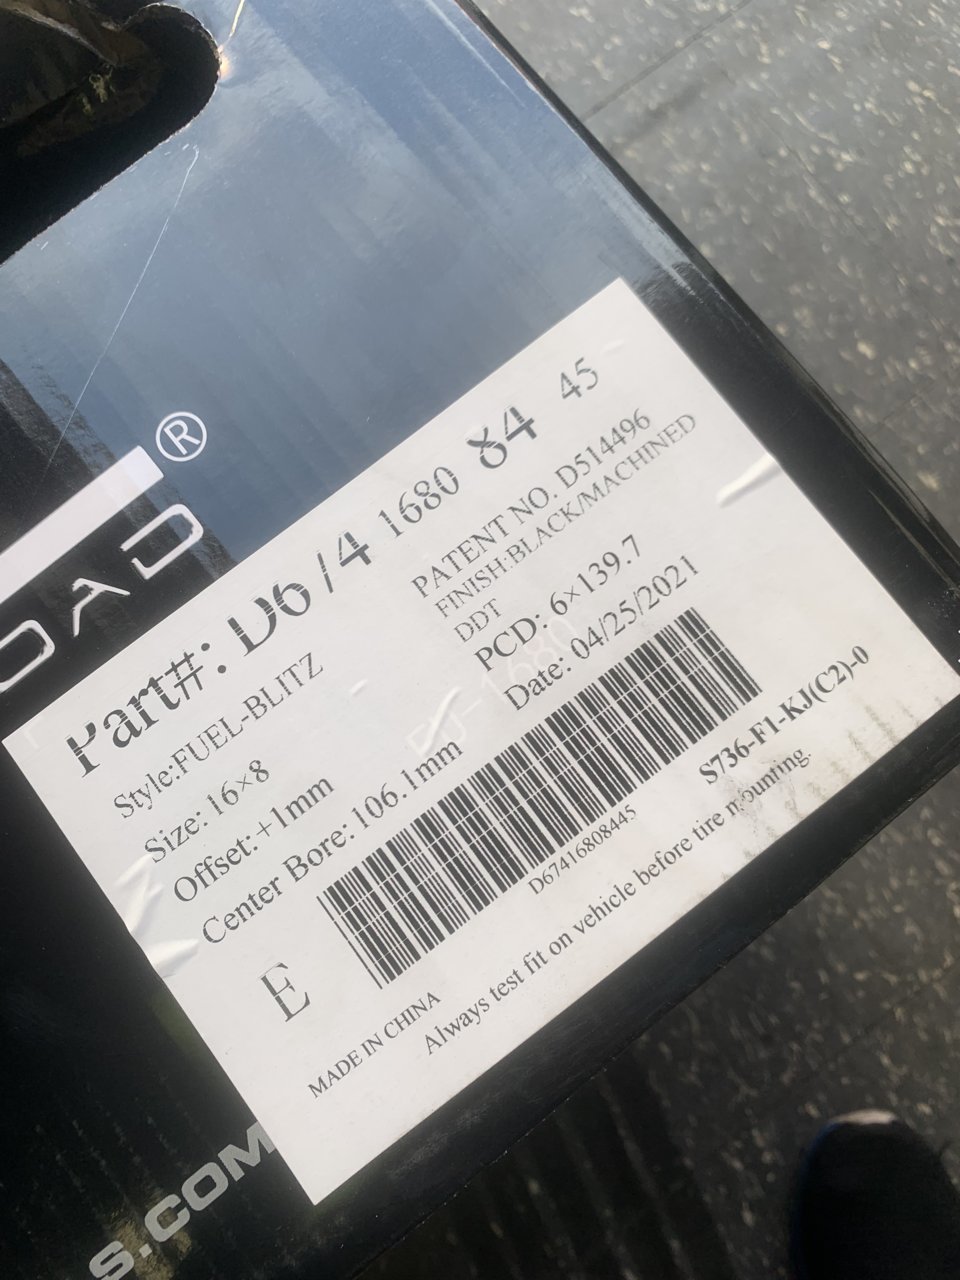 ®
OAD
Part#: D674 1680 84 45
Style:FUEL-BLITZ
Size: 16×8
Offset:+1mm
Center Bore:106.1mm
PATENT NO. D514496
FINISH:BLACK/MACHINED
DDT
PCD: 6×139.7
Date: 04/25/2021
D67416808445
S736-F1-KJ(C2)-0
E
MADE IN CHINA
Always test fit on vehicle before tire mounting.
S.COM